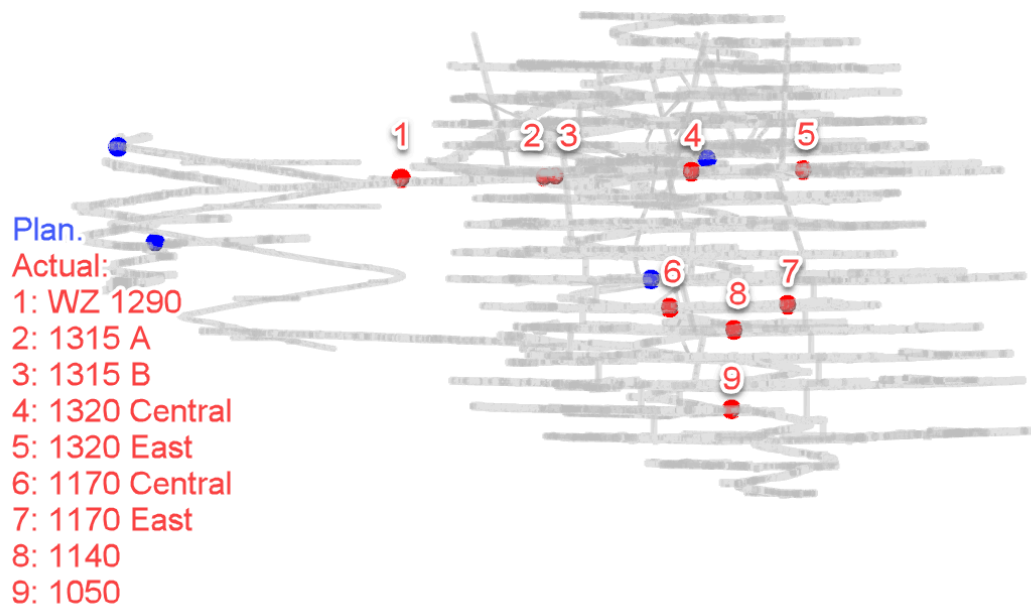 1
2
3
4
5
6
7
8
9
Plan.
Actual:
1: WZ 1290
2: 1315 A
3: 1315 B
4: 1320 Central
5: 1320 East
6: 1170 Central
7: 1170 East
8: 1140
9: 1050